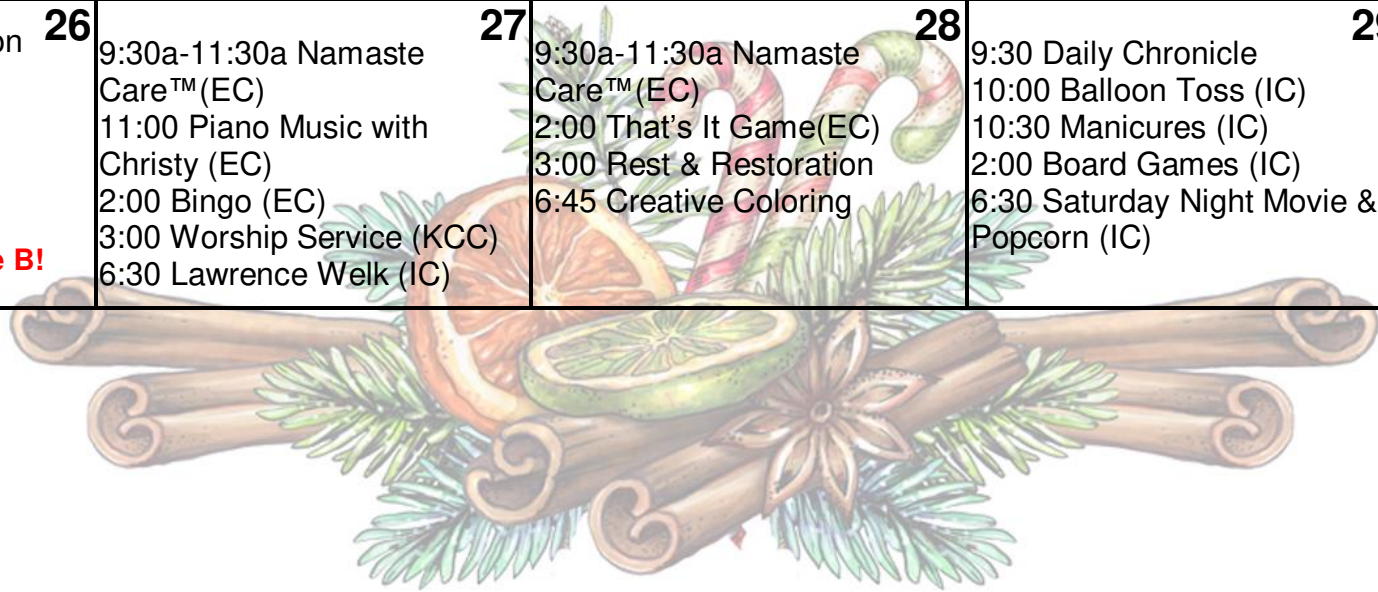 on 26
e B!
27
9:30a-11:30a Namaste
Care™(EC)
11:00 Piano Music with
Christy (EC)
2:00 Bingo (EC)
3:00 Worship Service (KCC)
6:30 Lawrence Welk (IC)
28
9:30a-11:30a Namaste
Care™(EC)
2:00 That's It Game(EC)
3:00 Rest & Restoration
6:45 Creative Coloring
29
9:30 Daily Chronicle
10:00 Balloon Toss (IC)
10:30 Manicures (IC)
2:00 Board Games (IC)
6:30 Saturday Night Movie &
Popcorn (IC)